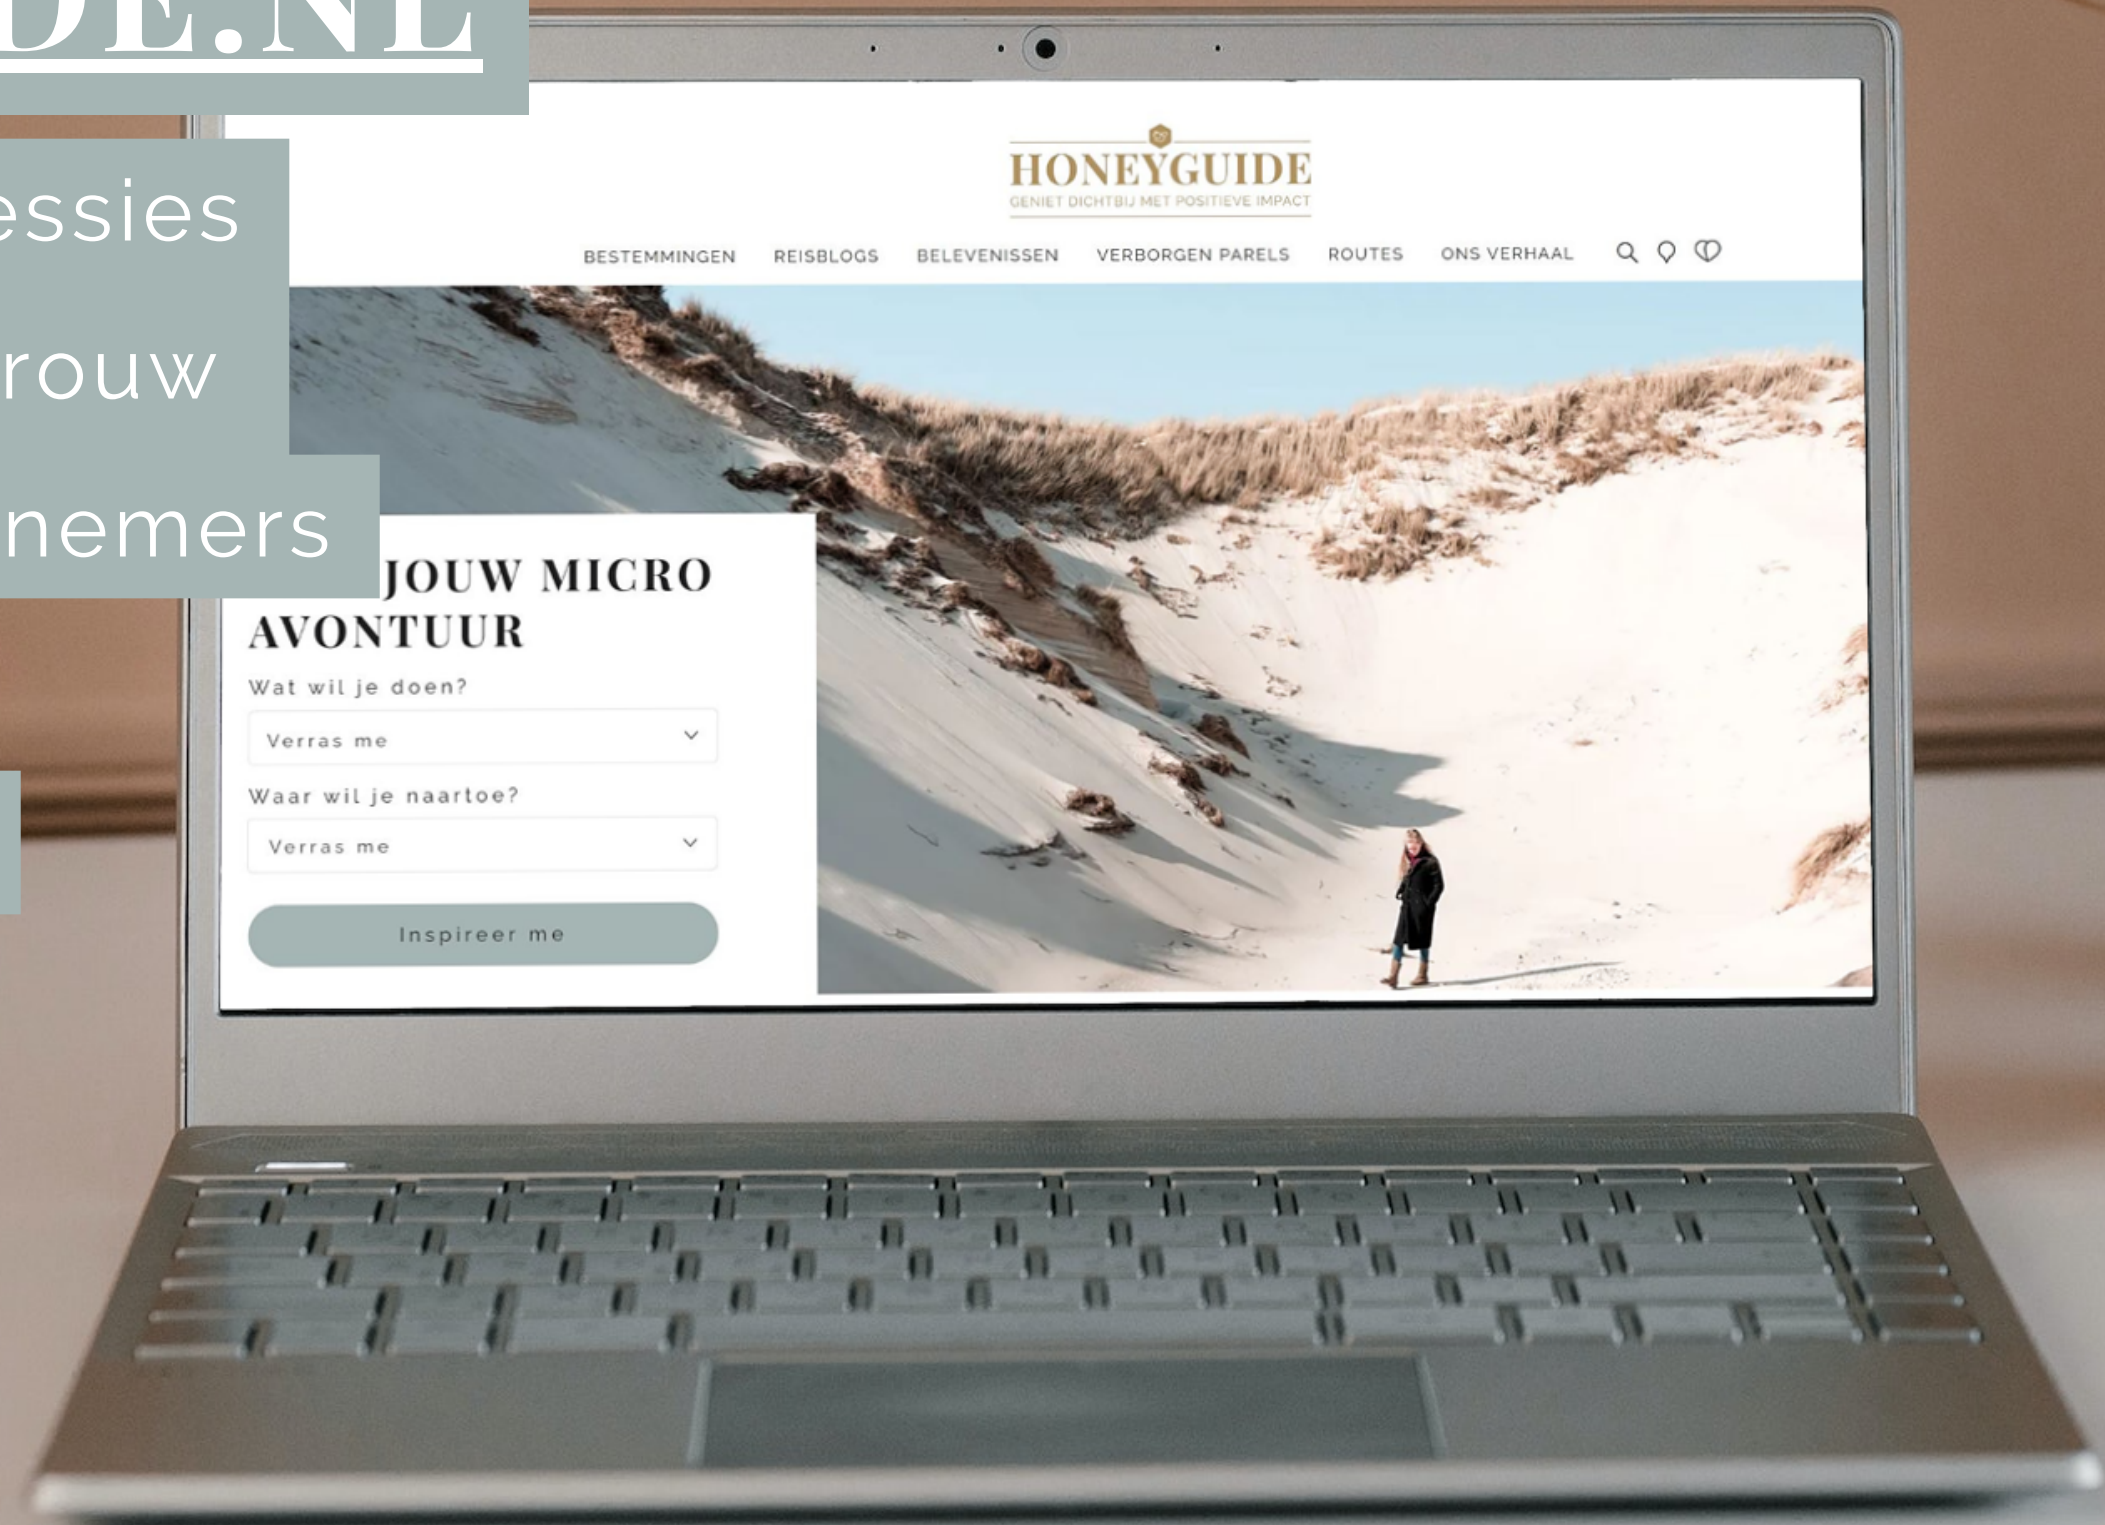 DE.NL
essies
rouw
nemers
HONEYGUIDE
GENIET DICHTBIJ MET POSITIEVE IMPACT
BESTEMMINGEN REISBLOGS BELEVENISSEN VERBORGEN PARELS ROUTES ONS VERHAAL
JOUW MICRO
AVONTUUR
Wat wil je doen?
Verras me
Waar wil je naartoe?
Verras me
Inspireer me